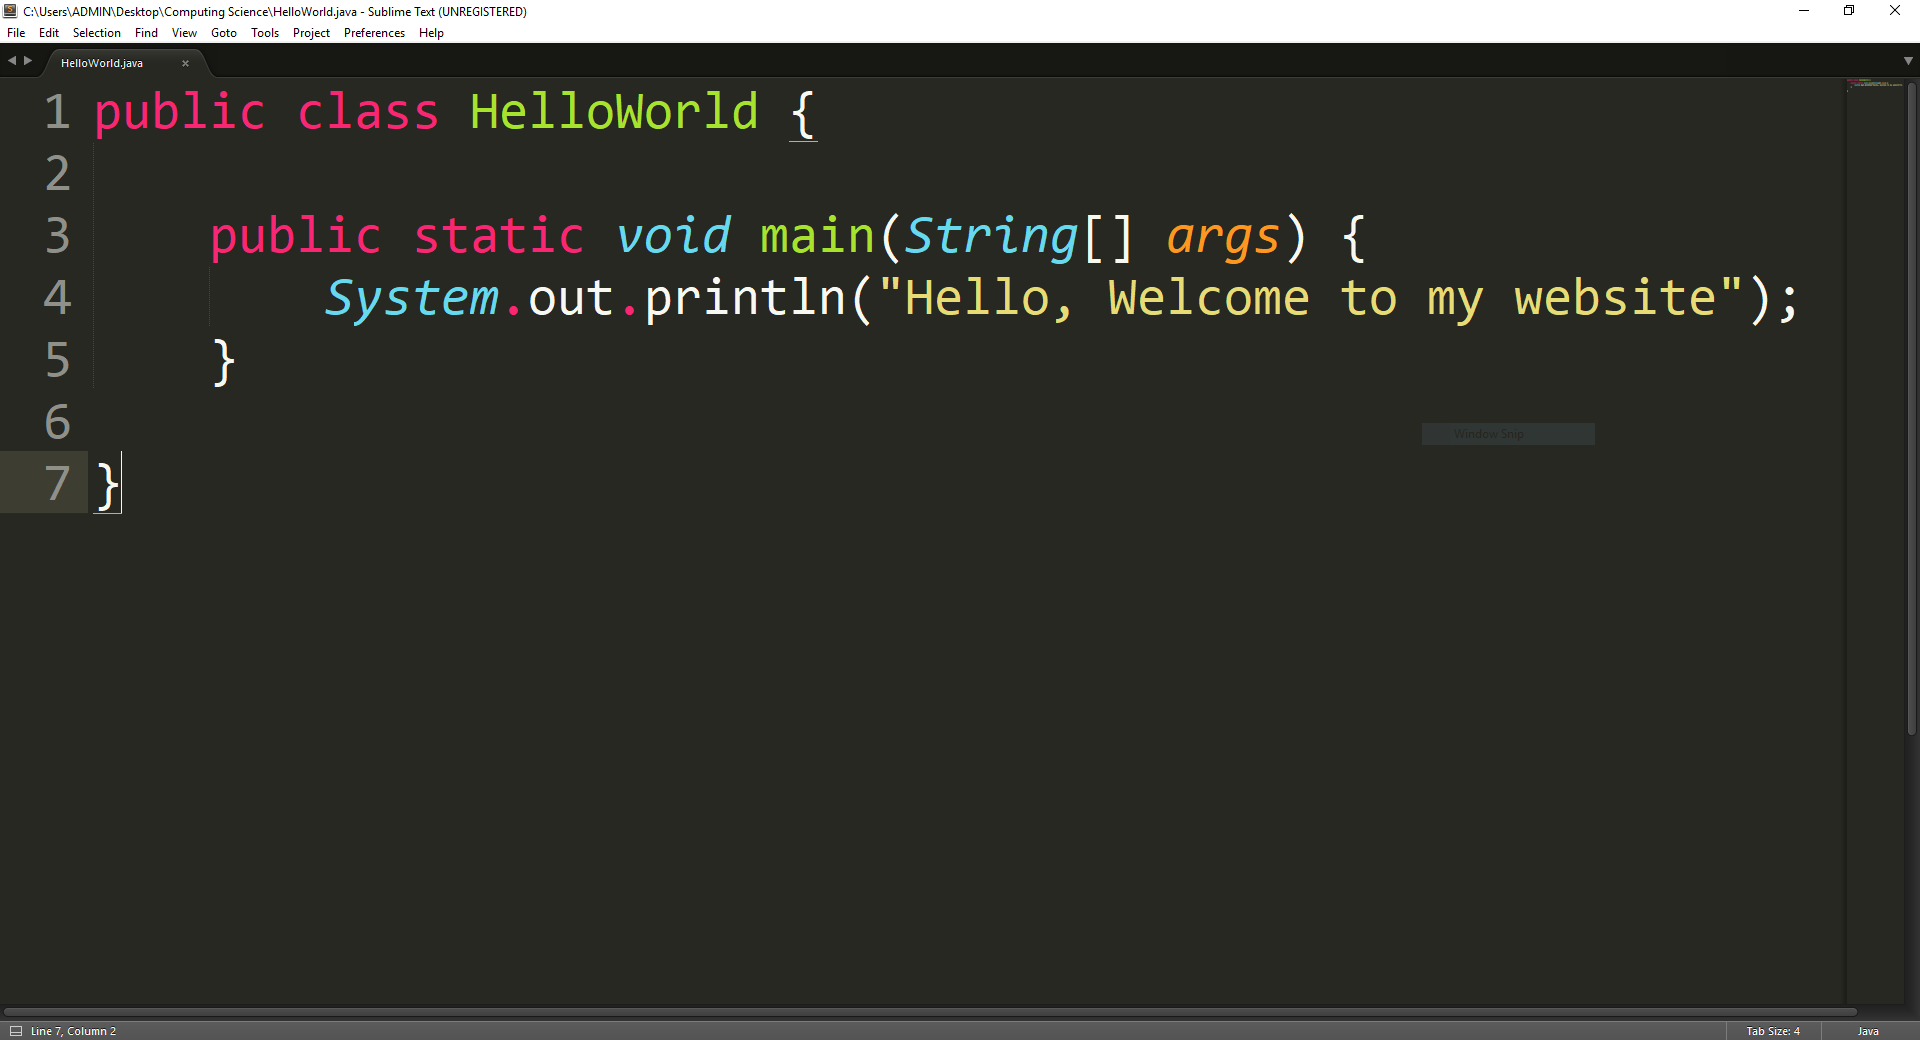 C:\Users\ADMIN\Desktop\Computing Science\HelloWorld.java - Sublime Text (UNREGISTERED)
File Edit Selection Find View Goto Tools Project Preferences Help
HelloWorld.java ×
1 public class HelloWorld {
2
3     public static void main(String[] args) {
4         System.out.println("Hello, Welcome to my website");
5     }
6
Window Snip
7 }
Line 7, Column 2 Tab Size: 4 Java